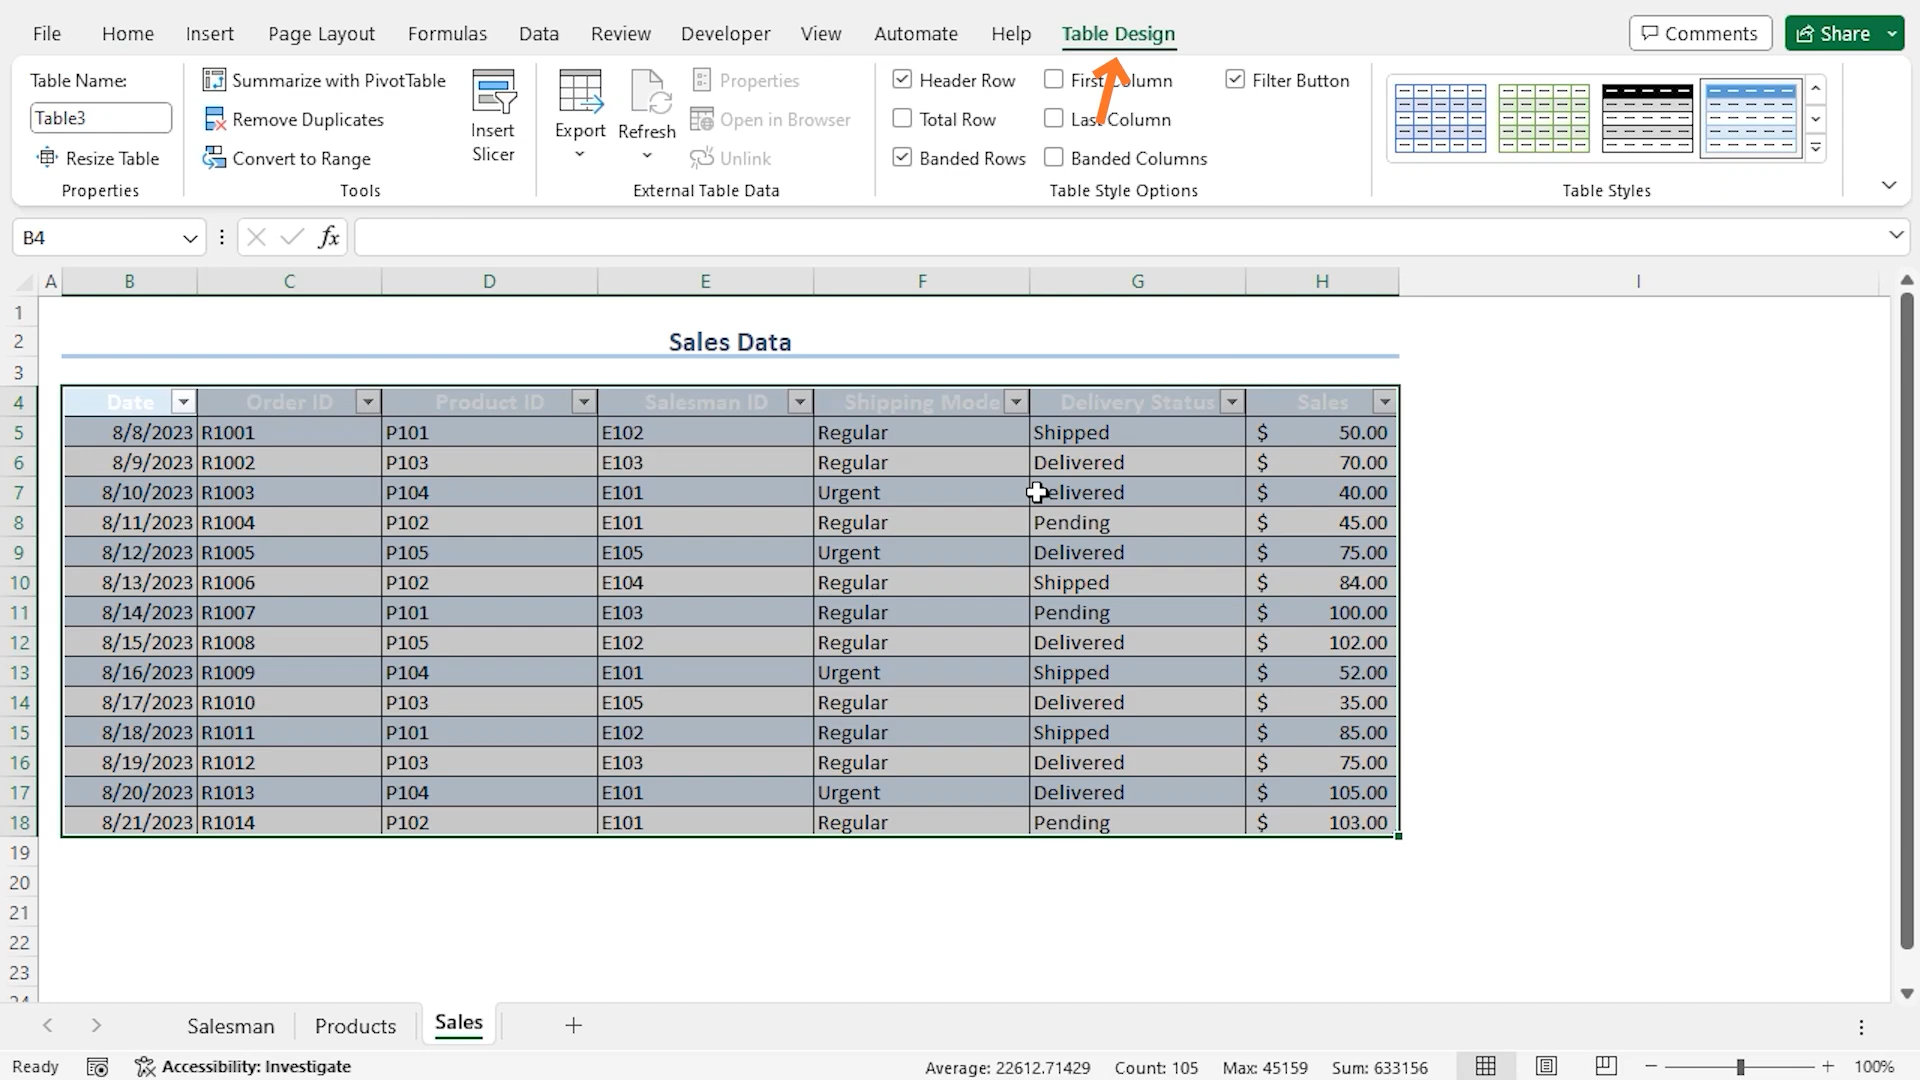 File Home Insert Page Layout Formulas Data Review Developer View Automate Help Table Design Comments Share
Table Name:
Table3
Resize Table
Properties
Summarize with PivotTable
Remove Duplicates
Convert to Range
Tools
Insert
Slicer
Export
Refresh
Properties
Open in Browser
Unlink
External Table Data
Header Row
Total Row
Banded Rows
First Column
Last Column
Banded Columns
Filter Button
Table Style Options
Table Styles
B4 fx
A B C D E F G H I
1
2 Sales Data
3
4 Date Order ID Product ID Salesman ID Shipping Mode Delivery Status Sales
5 8/8/2023 R1001 P101 E102 Regular Shipped $ 50.00
6 8/9/2023 R1002 P103 E103 Regular Delivered $ 70.00
7 8/10/2023 R1003 P104 E101 Urgent Delivered $ 40.00
8 8/11/2023 R1004 P102 E101 Regular Pending $ 45.00
9 8/12/2023 R1005 P105 E105 Urgent Delivered $ 75.00
10 8/13/2023 R1006 P102 E104 Regular Shipped $ 84.00
11 8/14/2023 R1007 P101 E103 Regular Pending $ 100.00
12 8/15/2023 R1008 P105 E102 Regular Delivered $ 102.00
13 8/16/2023 R1009 P104 E101 Urgent Shipped $ 52.00
14 8/17/2023 R1010 P103 E105 Regular Delivered $ 35.00
15 8/18/2023 R1011 P101 E102 Regular Shipped $ 85.00
16 8/19/2023 R1012 P103 E103 Regular Delivered $ 75.00
17 8/20/2023 R1013 P104 E101 Urgent Delivered $ 105.00
18 8/21/2023 R1014 P102 E101 Regular Pending $ 103.00
19
20
21
22
23
24
Salesman Products Sales
Ready Accessibility: Investigate Average: 22612.71429 Count: 105 Max: 45159 Sum: 633156 100%